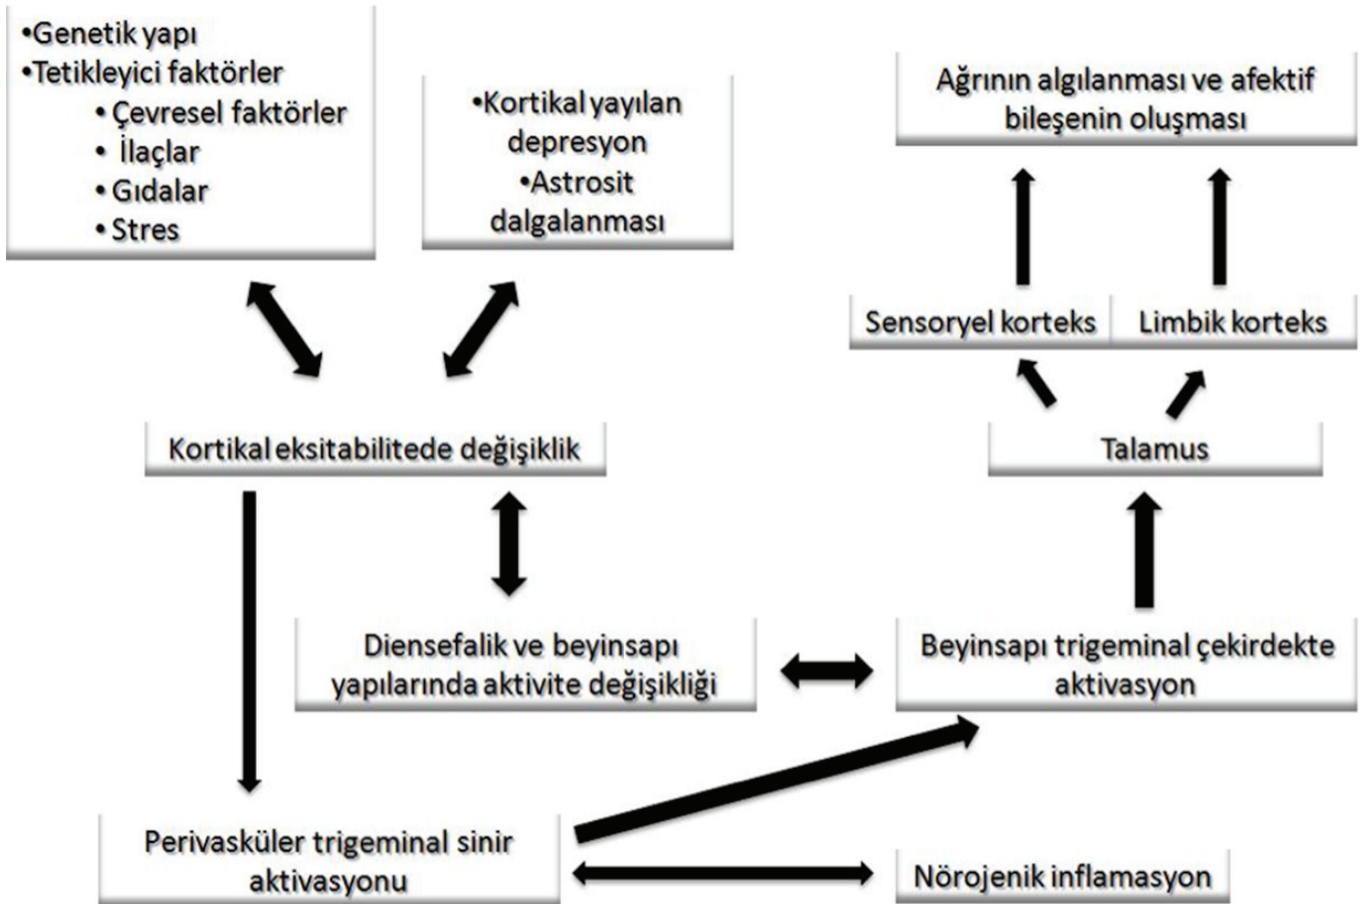 •Genetik yapı
•Tetikleyici faktörler
• Çevresel faktörler
• İlaçlar
• Gıdalar
• Stres
•Kortikal yayılan
depresyon
•Astrosit
dalgalanması
Ağrının algılanması ve afektif
bileşenin oluşması
Sensoryel korteks
Limbik korteks
Kortikal eksitabilitede değişiklik
Talamus
Diensefalik ve beyinsapı
yapılarında aktivite değişikliği
Beyinsapı trigeminal çekirdekte
aktivasyon
Perivasküler trigeminal sinir
aktivasyonu
Nörojenik inflamasyon